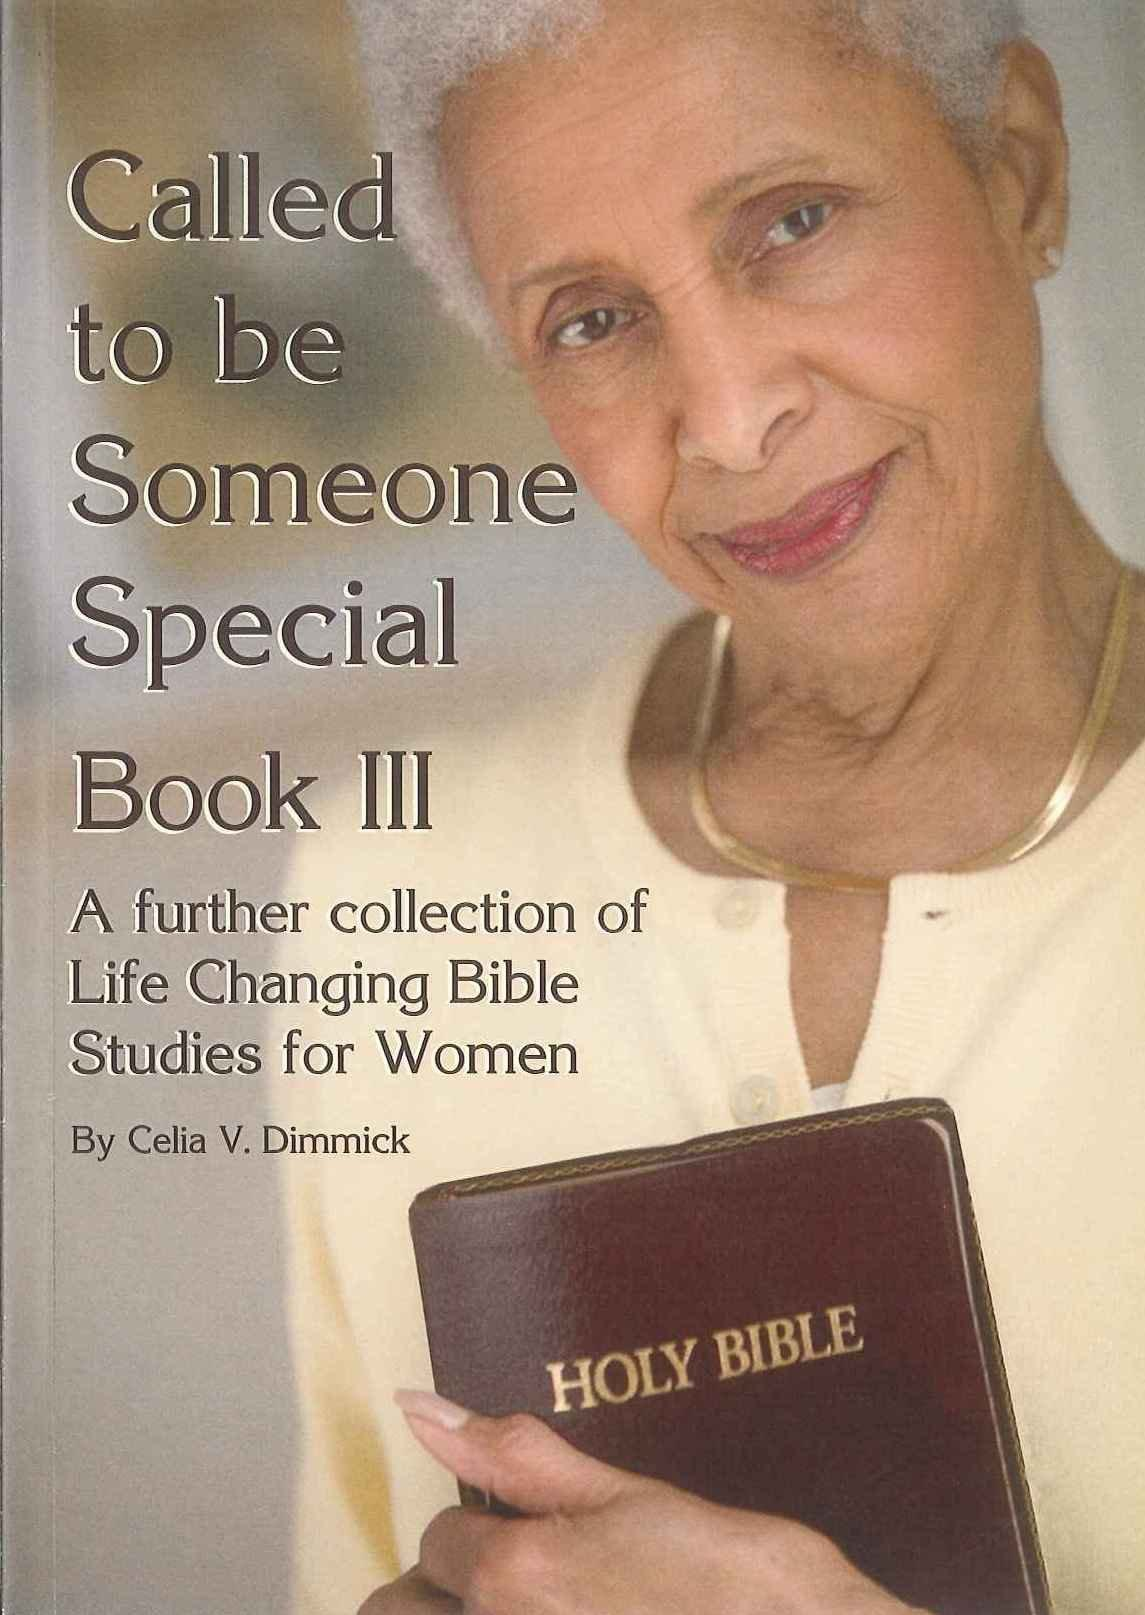 Called
to be
Someone
Special
Book III
A further collection of
Life Changing Bible
Studies for Women
By Celia V. Dimmick
HOLY BIBLE